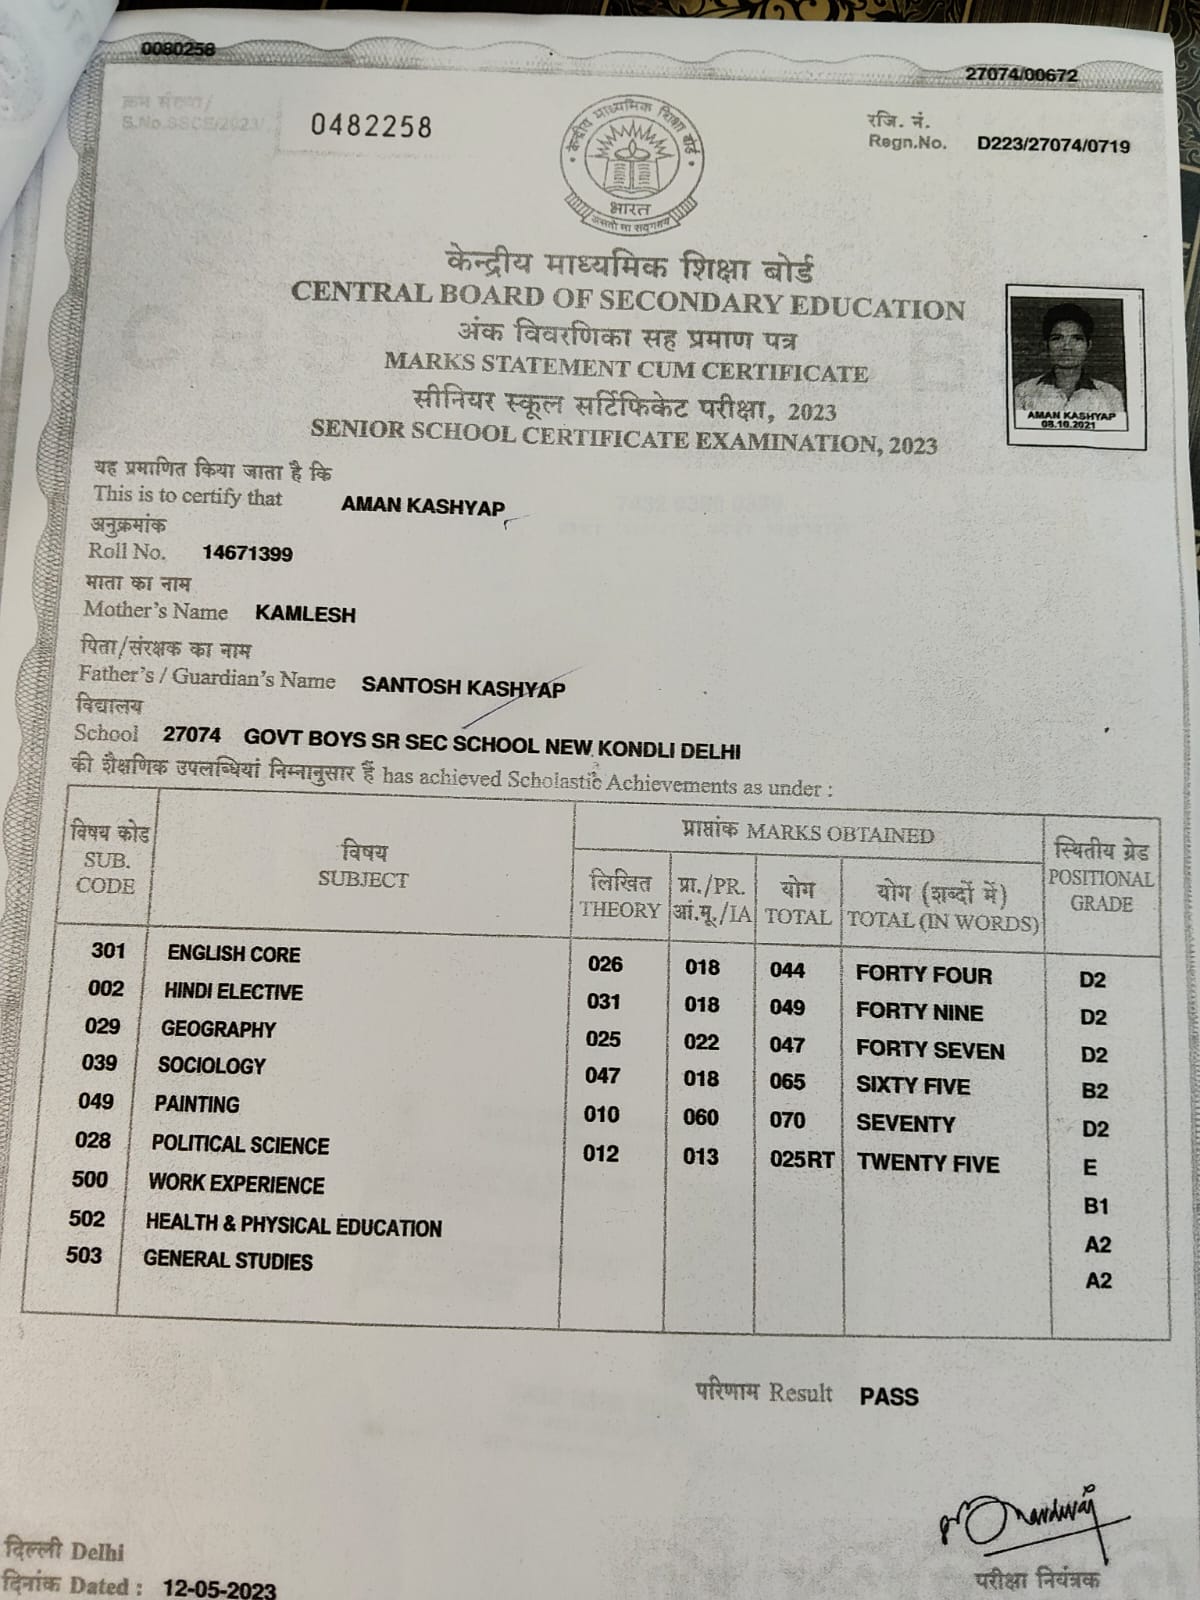 0080258
27074/00672
क्रम संख्या/
S.No.SSCE/2023/ 0482258
रजि. नं.
Regn.No. D223/27074/0719
केन्द्रीय माध्यमिक शिक्षा बोर्ड
भारत
असतो मा सद्गमय
केन्द्रीय माध्यमिक शिक्षा बोर्ड
CENTRAL BOARD OF SECONDARY EDUCATION
अंक विवरणिका सह प्रमाण पत्र
MARKS STATEMENT CUM CERTIFICATE
सीनियर स्कूल सर्टिफिकेट परीक्षा, 2023
SENIOR SCHOOL CERTIFICATE EXAMINATION, 2023
AMAN KASHYAP
08.10.2021
यह प्रमाणित किया जाता है कि
This is to certify that AMAN KASHYAP
अनुक्रमांक
Roll No. 14671399
माता का नाम
Mother's Name KAMLESH
पिता/संरक्षक का नाम
Father's / Guardian's Name SANTOSH KASHYAP
विद्यालय
School 27074 GOVT BOYS SR SEC SCHOOL NEW KONDLI DELHI
की शैक्षणिक उपलब्धियां निम्नानुसार हैं has achieved Scholastic Achievements as under :
विषय कोड
SUB.
CODE
विषय
SUBJECT
प्राप्तांक MARKS OBTAINED
लिखित
THEORY
प्रा./PR.
आं.मू./IA
योग
TOTAL
योग (शब्दों में)
TOTAL (IN WORDS)
स्थितीय ग्रेड
POSITIONAL
GRADE
301 ENGLISH CORE 026 018 044 FORTY FOUR D2
002 HINDI ELECTIVE 031 018 049 FORTY NINE D2
029 GEOGRAPHY 025 022 047 FORTY SEVEN D2
039 SOCIOLOGY 047 018 065 SIXTY FIVE B2
049 PAINTING 010 060 070 SEVENTY D2
028 POLITICAL SCIENCE 012 013 025RT TWENTY FIVE E
500 WORK EXPERIENCE B1
502 HEALTH & PHYSICAL EDUCATION A2
503 GENERAL STUDIES A2
परिणाम Result PASS
दिल्ली Delhi
दिनांक Dated : 12-05-2023
परीक्षा नियंत्रक